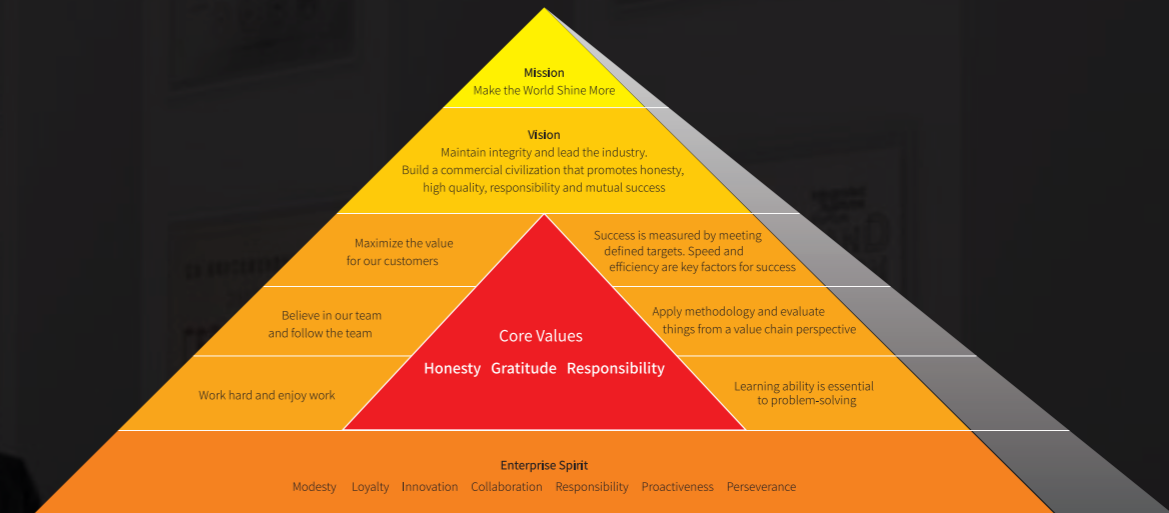 Mission
Make the World Shine More
Vision
Maintain integrity and lead the industry.
Build a commercial civilization that promotes honesty,
high quality, responsibility and mutual success
Maximize the value
for our customers
Success is measured by meeting
defined targets. Speed and
efficiency are key factors for success
Believe in our team
and follow the team
Apply methodology and evaluate
things from a value chain perspective
Core Values
Honesty Gratitude Responsibility
Work hard and enjoy work
Learning ability is essential
to problem-solving
Enterprise Spirit
Modesty Loyalty Innovation Collaboration Responsibility Proactiveness Perseverance